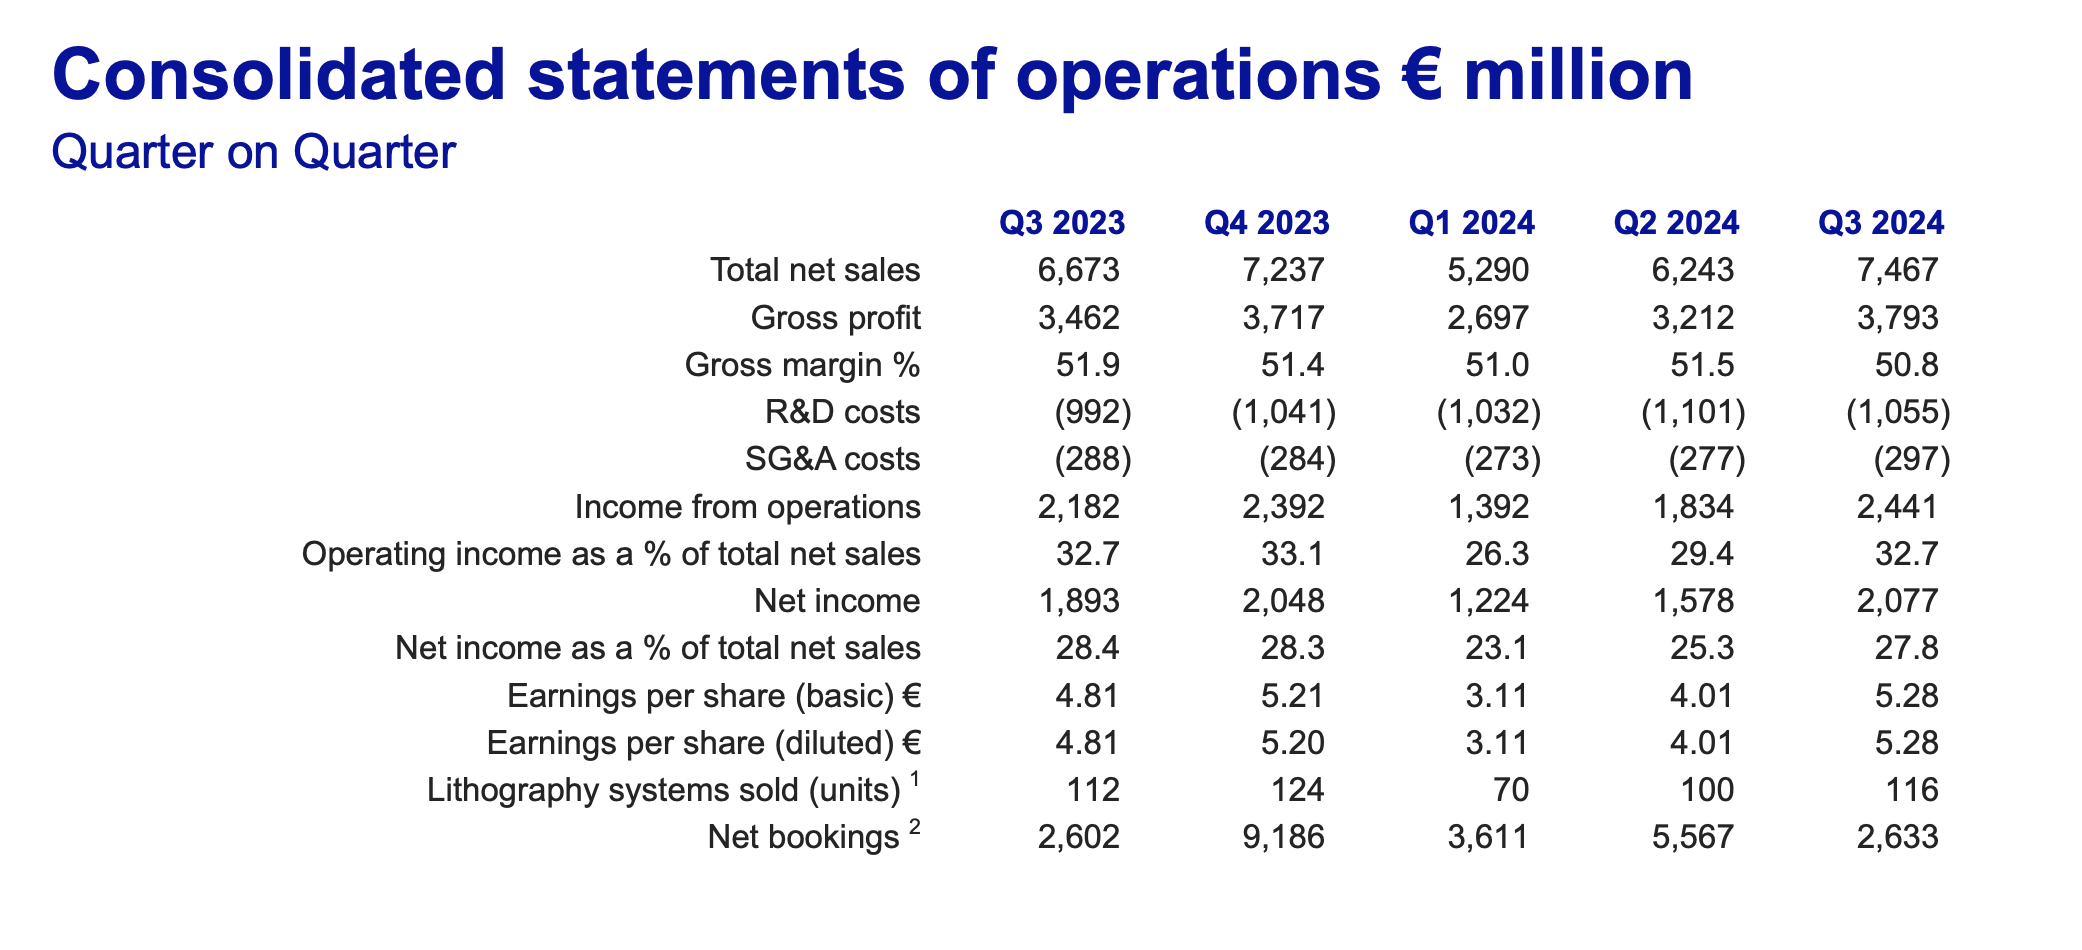 Consolidated statements of operations € million
Quarter on Quarter
Q3 2023 Q4 2023 Q1 2024 Q2 2024 Q3 2024
Total net sales 6,673 7,237 5,290 6,243 7,467
Gross profit 3,462 3,717 2,697 3,212 3,793
Gross margin % 51.9 51.4 51.0 51.5 50.8
R&D costs (992) (1,041) (1,032) (1,101) (1,055)
SG&A costs (288) (284) (273) (277) (297)
Income from operations 2,182 2,392 1,392 1,834 2,441
Operating income as a % of total net sales 32.7 33.1 26.3 29.4 32.7
Net income 1,893 2,048 1,224 1,578 2,077
Net income as a % of total net sales 28.4 28.3 23.1 25.3 27.8
Earnings per share (basic) € 4.81 5.21 3.11 4.01 5.28
Earnings per share (diluted) € 4.81 5.20 3.11 4.01 5.28
Lithography systems sold (units) 1 112 124 70 100 116
Net bookings 2 2,602 9,186 3,611 5,567 2,633